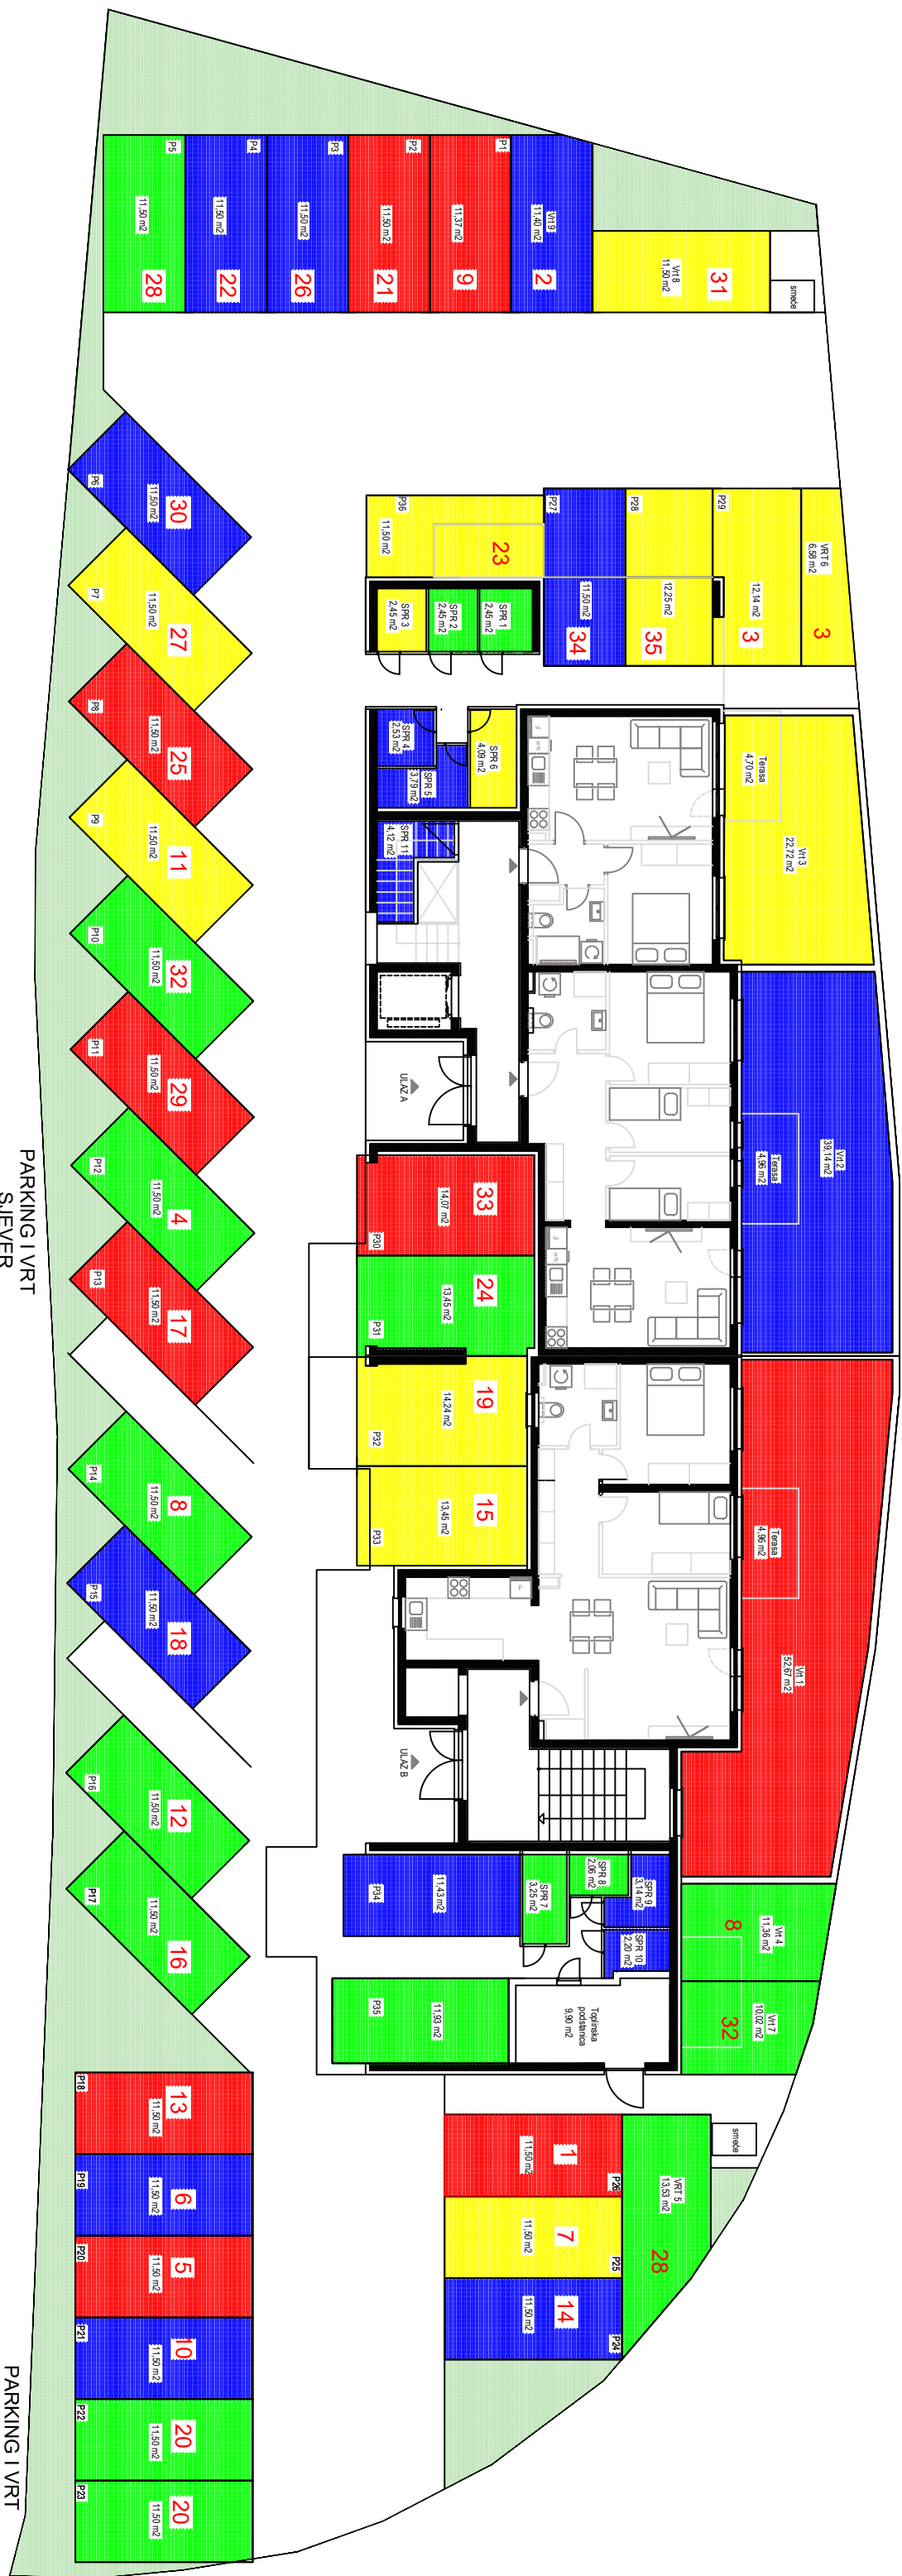 P5
11,50 m2
28
P4
11,50 m2
22
P3
11,50 m2
26
P2
11,50 m2
21
P1
11,37 m2
9
Vrt 9
11,40 m2
2
Vrt 8
11,50 m2
31
smeće
P6
11,50 m2
30
P7
11,50 m2
27
P8
11,50 m2
25
P9
11,50 m2
11
P10
11,50 m2
32
P11
11,50 m2
29
P12
11,50 m2
4
P13
11,50 m2
17
P14
11,50 m2
8
P15
11,50 m2
18
P16
11,50 m2
12
P17
11,50 m2
16
P36
11,50 m2
23
P27
11,50 m2
34
P28
12,25 m2
35
P29
12,14 m2
3
VRT 6
6,58 m2
3
SPR 3
2,45 m2
SPR 2
2,45 m2
SPR 1
2,45 m2
SPR 4
2,53 m2
SPR 5
3,79 m2
SPR 6
4,09 m2
SPR 11
4,12 m2
Terasa
4,70 m2
Vrt 3
22,72 m2
Terasa
4,96 m2
Vrt 2
39,14 m2
Terasa
4,96 m2
Vrt 1
52,67 m2
ULAZ A
33
14,07 m2
P30
24
13,45 m2
P31
19
14,24 m2
P32
15
13,45 m2
P33
ULAZ B
11,43 m2
P34
11,93 m2
P35
SPR 7
3,25 m2
SPR 8
2,06 m2
SPR 9
3,14 m2
SPR 10
2,20 m2
Toplinska
podstanica
9,90 m2
Vrt 4
11,36 m2
8
Vrt 7
10,02 m2
32
smeće
VRT 5
13,53 m2
28
1
11,50 m2
P26
7
11,50 m2
P25
14
11,50 m2
P24
P18
11,50 m2
13
P19
11,50 m2
6
P20
11,50 m2
5
P21
11,50 m2
10
P22
11,50 m2
20
P23
11,50 m2
20
PARKING I VRT
SJEVER
PARKING I VRT